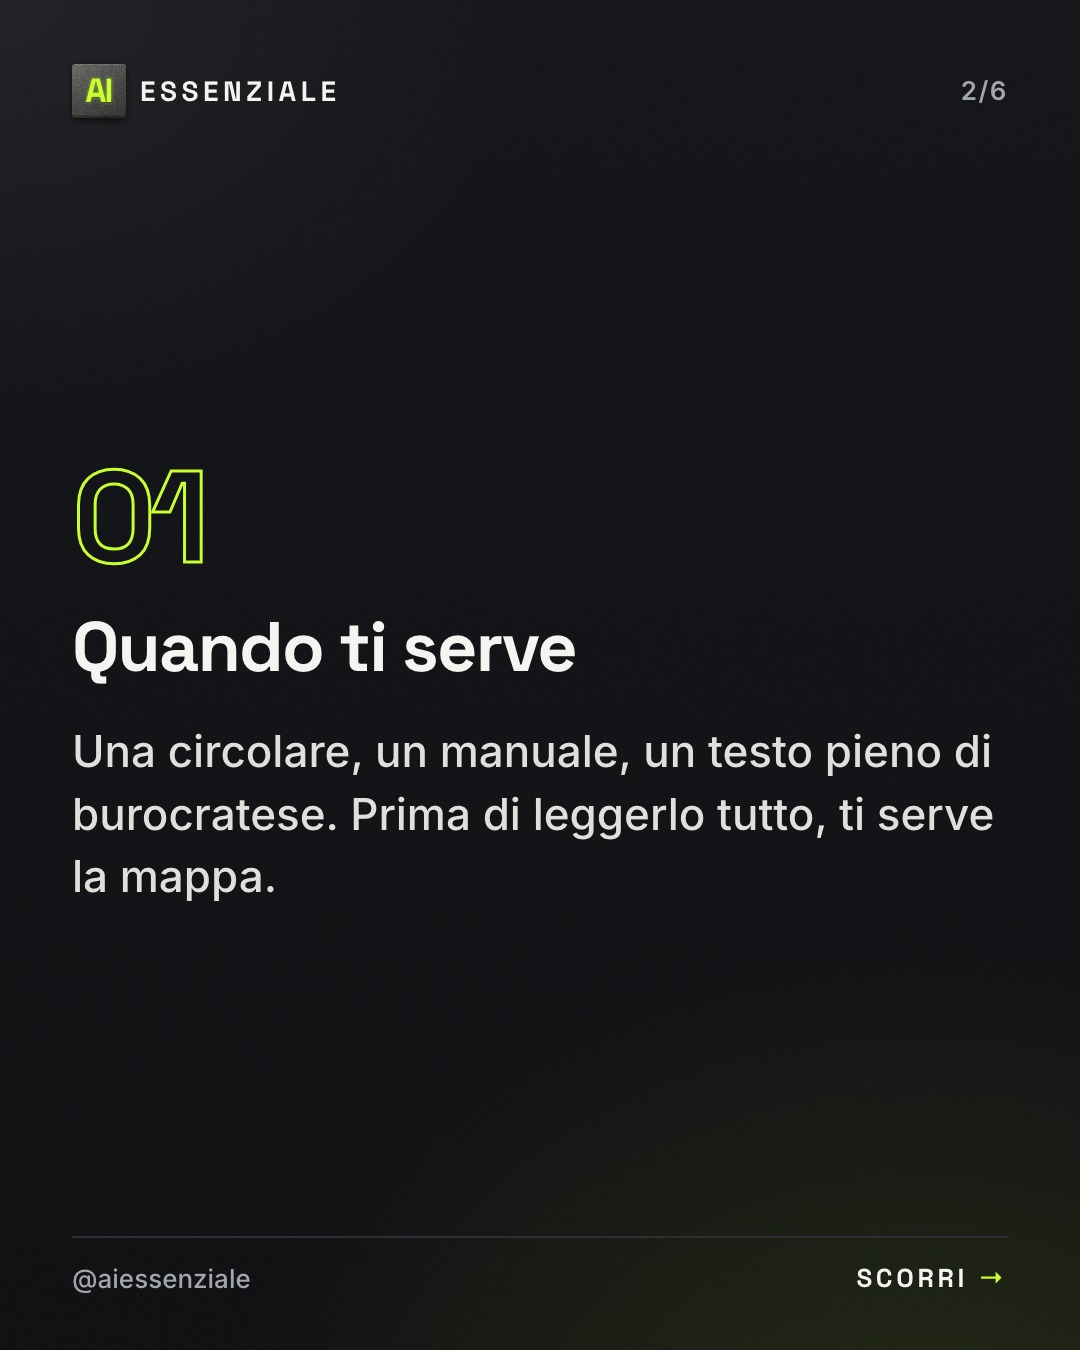 AI ESSENZIALE
2/6
01
Quando ti serve
Una circolare, un manuale, un testo pieno di
burocratese. Prima di leggerlo tutto, ti serve
la mappa.
@aiessenziale
SCORRI →